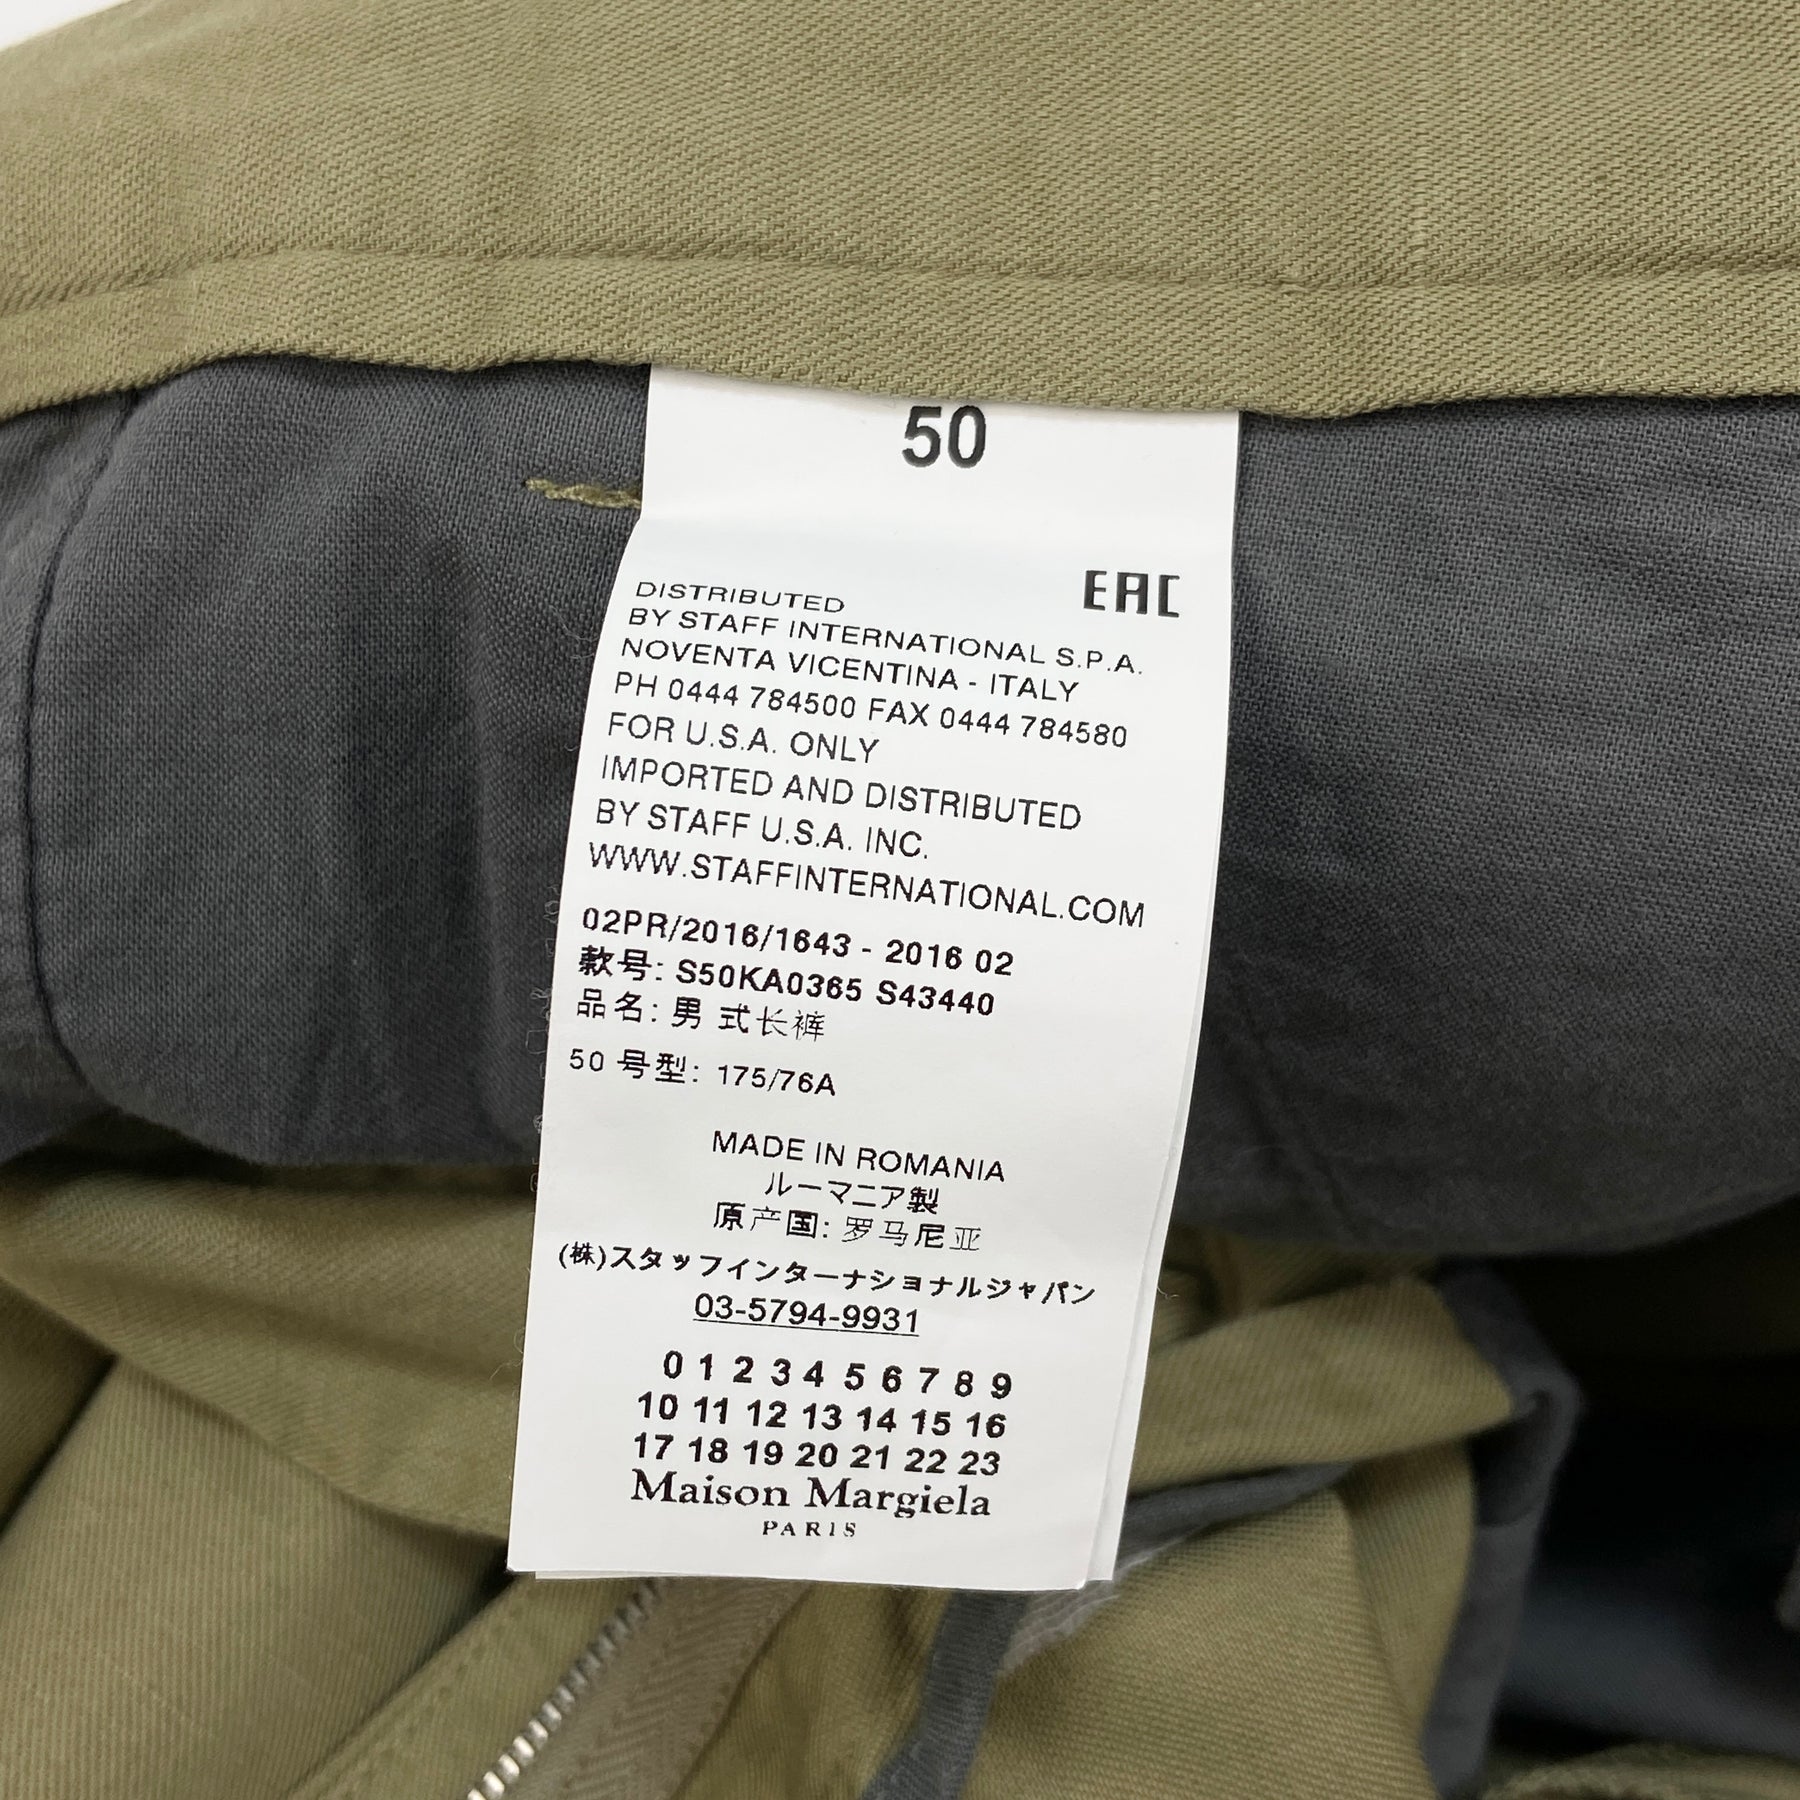 50
EAC
DISTRIBUTED
BY STAFF INTERNATIONAL S.P.A.
NOVENTA VICENTINA - ITALY
PH 0444 784500 FAX 0444 784580
FOR U.S.A. ONLY
IMPORTED AND DISTRIBUTED
BY STAFF U.S.A. INC.
WWW.STAFFINTERNATIONAL.COM
02PR/2016/1643 - 2016 02
款号: S50KA0365 S43440
品名: 男 式长裤
50 号型: 175/76A
MADE IN ROMANIA
ルーマニア製
原产国: 罗马尼亚
(株)スタッフインターナショナルジャパン
03-5794-9931
0 1 2 3 4 5 6 7 8 9
10 11 12 13 14 15 16
17 18 19 20 21 22 23
Maison Margiela
PARIS